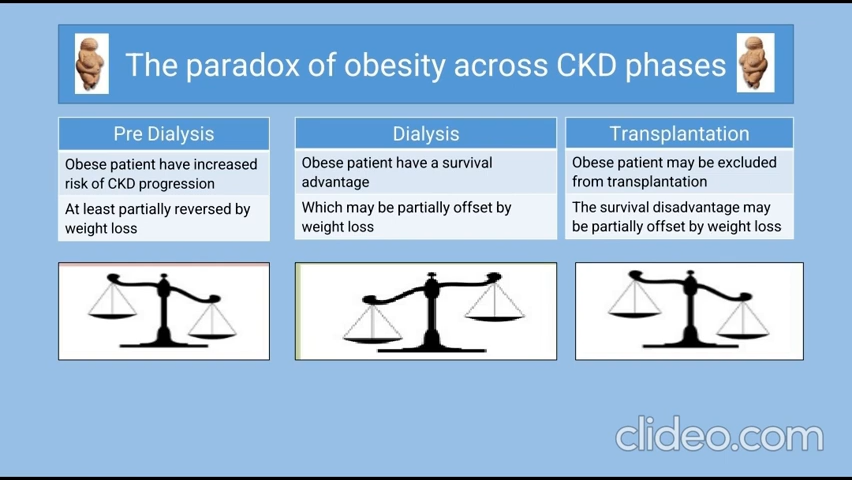 The paradox of obesity across CKD phases
Pre Dialysis
Obese patient have increased
risk of CKD progression
At least partially reversed by
weight loss
Dialysis
Obese patient have a survival
advantage
Which may be partially offset by
weight loss
Transplantation
Obese patient may be excluded
from transplantation
The survival disadvantage may
be partially offset by weight loss
clideo.com